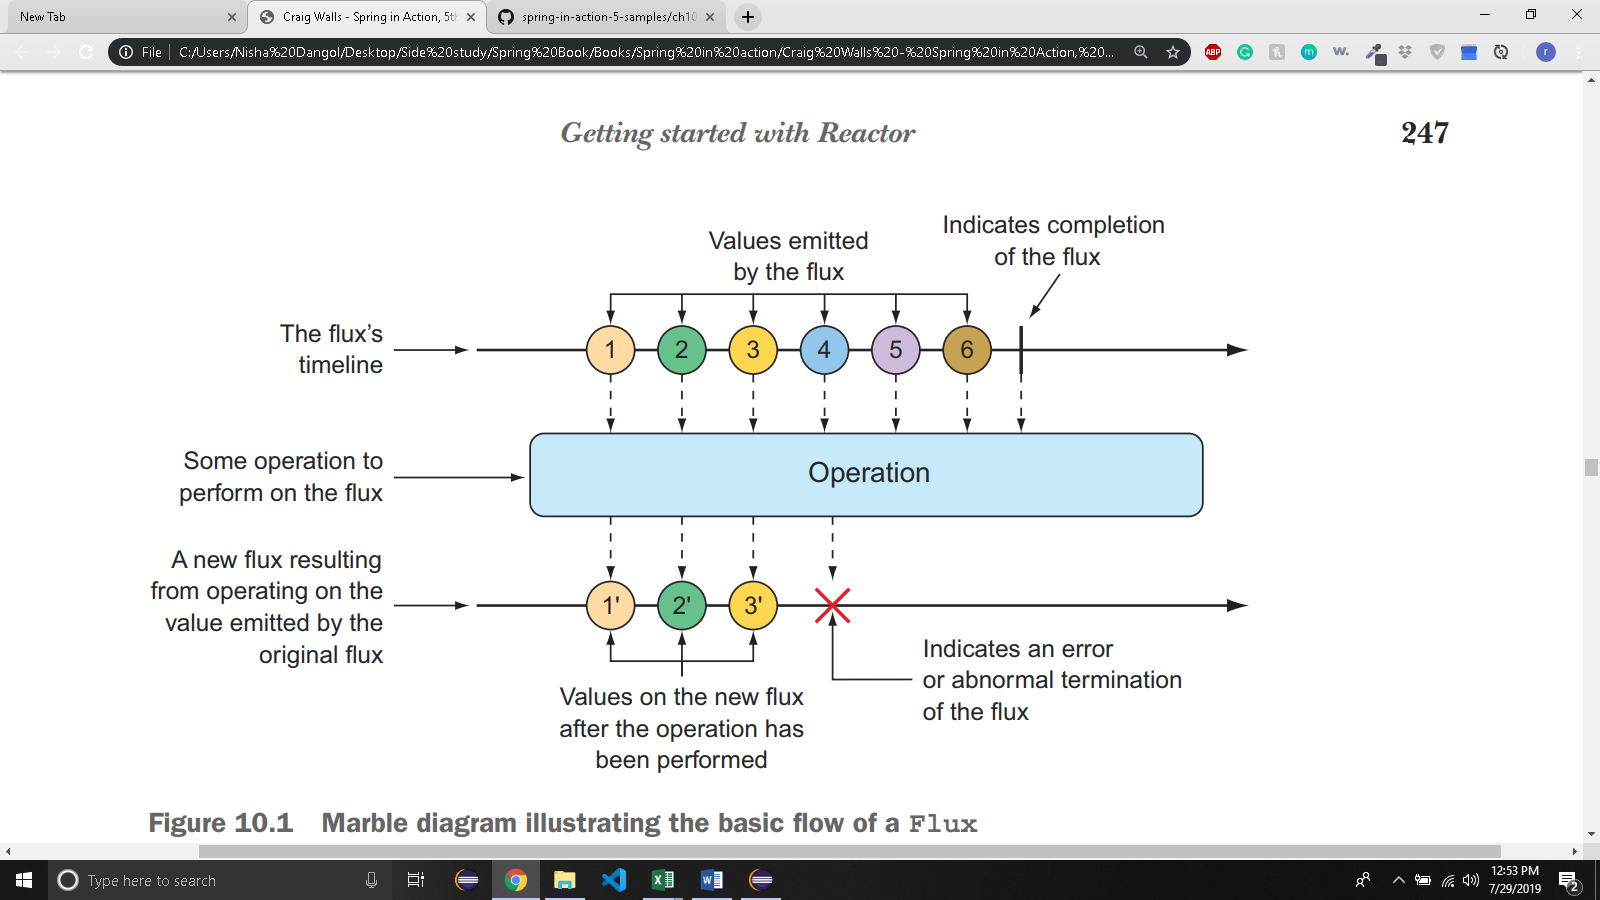 New Tab
Craig Walls - Spring in Action, 5th
spring-in-action-5-samples/ch10
File
C:/Users/Nisha%20Dangol/Desktop/Side%20study/Spring%20Book/Books/Spring%20in%20action/Craig%20Walls%20-%20Spring%20in%20Action,%20...
ABP
G
m
w.
r
Getting started with Reactor
247
Values emitted
by the flux
Indicates completion
of the flux
The flux's
timeline
1
2
3
4
5
6
Some operation to
perform on the flux
Operation
A new flux resulting
from operating on the
value emitted by the
original flux
1'
2'
3'
Values on the new flux
after the operation has
been performed
Indicates an error
or abnormal termination
of the flux
Figure 10.1 Marble diagram illustrating the basic flow of a Flux
Type here to search
12:53 PM
7/29/2019
2